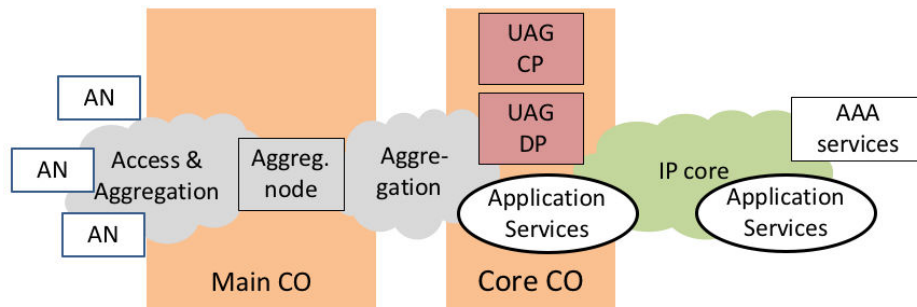 UAG
CP
AN
UAG
DP
AAA
services
AN
Access &
Aggregation
Aggreg.
node
Aggre-
gation
IP core
AN
Application
Services
Application
Services
Main CO
Core CO